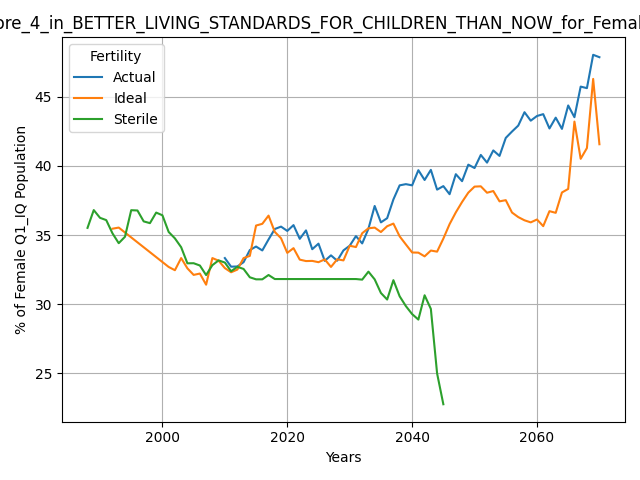 ore_4_in_BETTER_LIVING_STANDARDS_FOR_CHILDREN_THAN_NOW_for_Femal
Fertility
Actual
Ideal
Sterile
% of Female Q1_IQ Population
45
40
35
30
25
2000
2020
2040
2060
Years